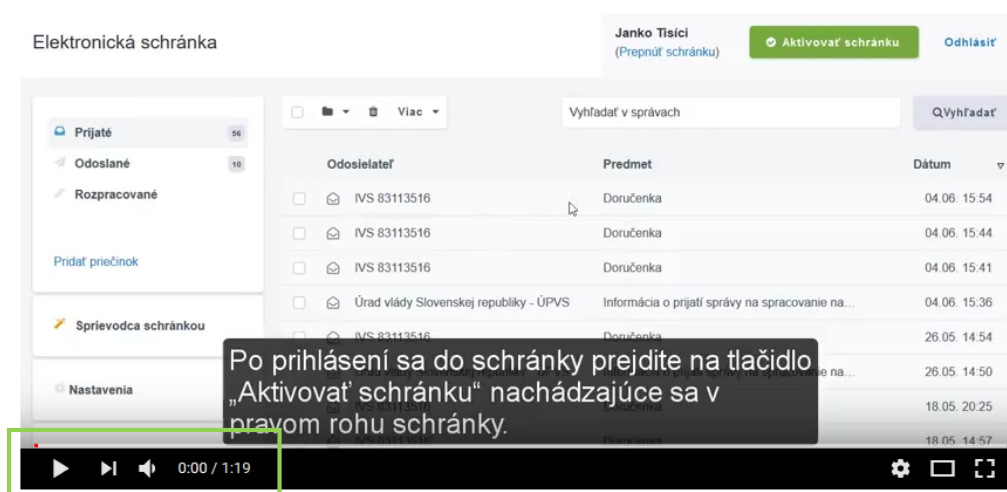 Elektronická schránka
Janko Tisíci
(Prepnúť schránku)
Aktivovať schránku
Odhlásiť
Prijaté 56
Odoslané 10
Rozpracované
Pridať priečinok
Sprievodca schránkou
Nastavenia
Viac
Vyhľadať v správach
Vyhľadať
Odosielateľ Predmet Dátum
IVS 83113516 Doručenka 04.06. 15:54
IVS 83113516 Doručenka 04.06. 15:44
IVS 83113516 Doručenka 04.06. 15:41
Úrad vlády Slovenskej republiky - ÚPVS Informácia o prijatí správy na spracovanie na... 04.06. 15:36
IVS 83113516 Doručenka 26.05. 14:54
na... 26.05. 14:50
18.05. 20:25
18.05. 14:57
Po prihlásení sa do schránky prejdite na tlačidlo
„Aktivovať schránku“ nachádzajúce sa v
pravom rohu schránky.
0:00 / 1:19